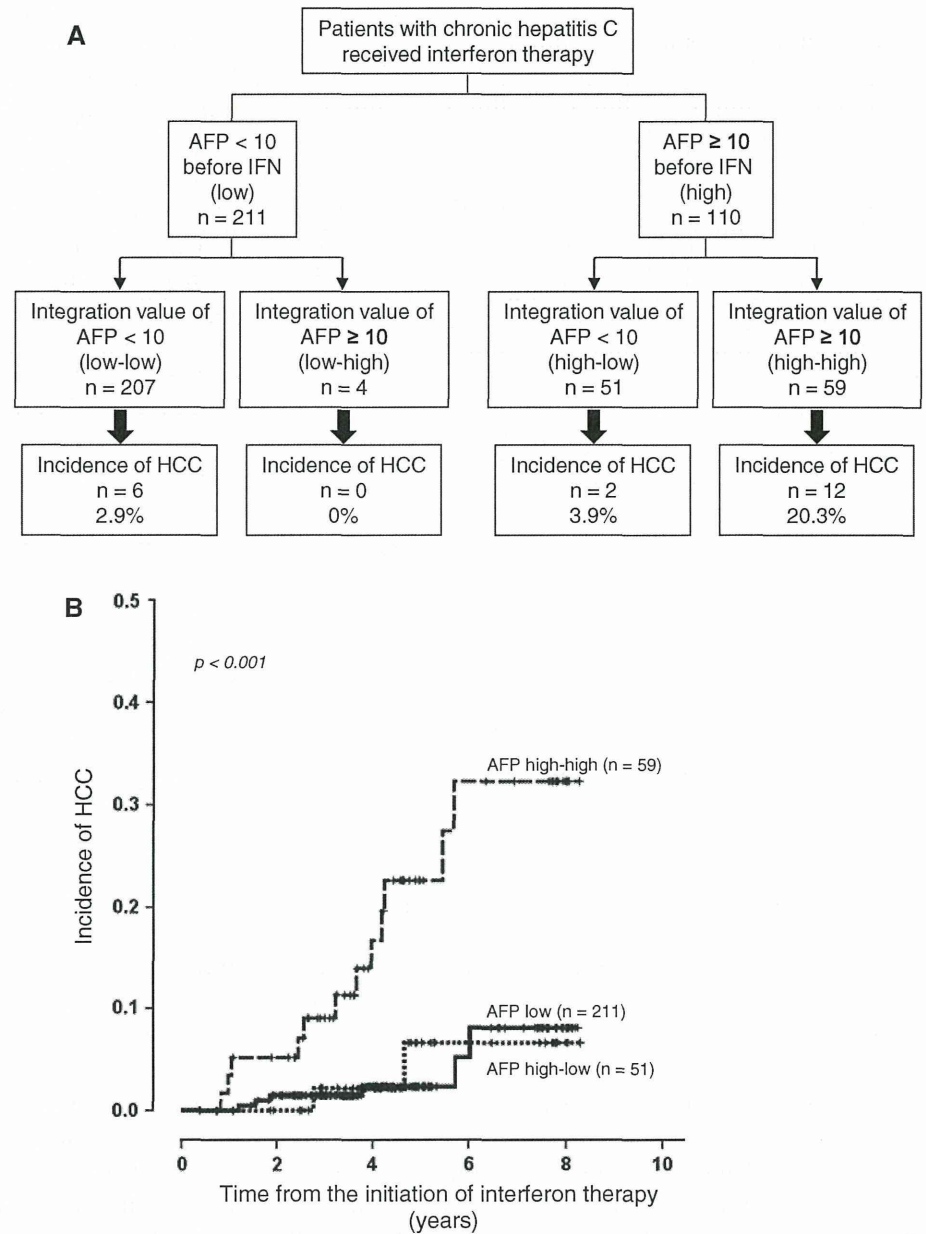 A
Patients with chronic hepatitis C
received interferon therapy
AFP < 10
before IFN
(low)
n = 211
AFP ≥ 10
before IFN
(high)
n = 110
Integration value of
AFP < 10
(low-low)
n = 207
Integration value of
AFP ≥ 10
(low-high)
n = 4
Integration value of
AFP < 10
(high-low)
n = 51
Integration value of
AFP ≥ 10
(high-high)
n = 59
Incidence of HCC
n = 6
2.9%
Incidence of HCC
n = 0
0%
Incidence of HCC
n = 2
3.9%
Incidence of HCC
n = 12
20.3%
B
0.5
0.4
0.3
0.2
0.1
0.0
Incidence of HCC
p < 0.001
AFP high-high (n = 59)
AFP low (n = 211)
AFP high-low (n = 51)
0 2 4 6 8 10
Time from the initiation of interferon therapy
(years)